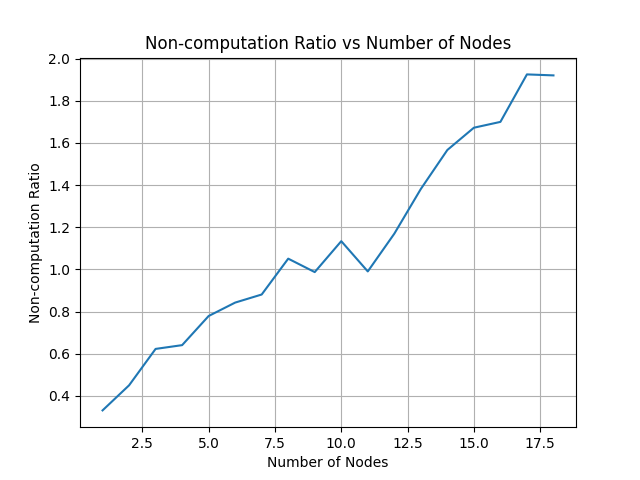 Non-computation Ratio vs Number of Nodes
2.0
1.8
1.6
1.4
1.2
1.0
0.8
0.6
0.4
Non-computation Ratio
2.5 5.0 7.5 10.0 12.5 15.0 17.5
Number of Nodes